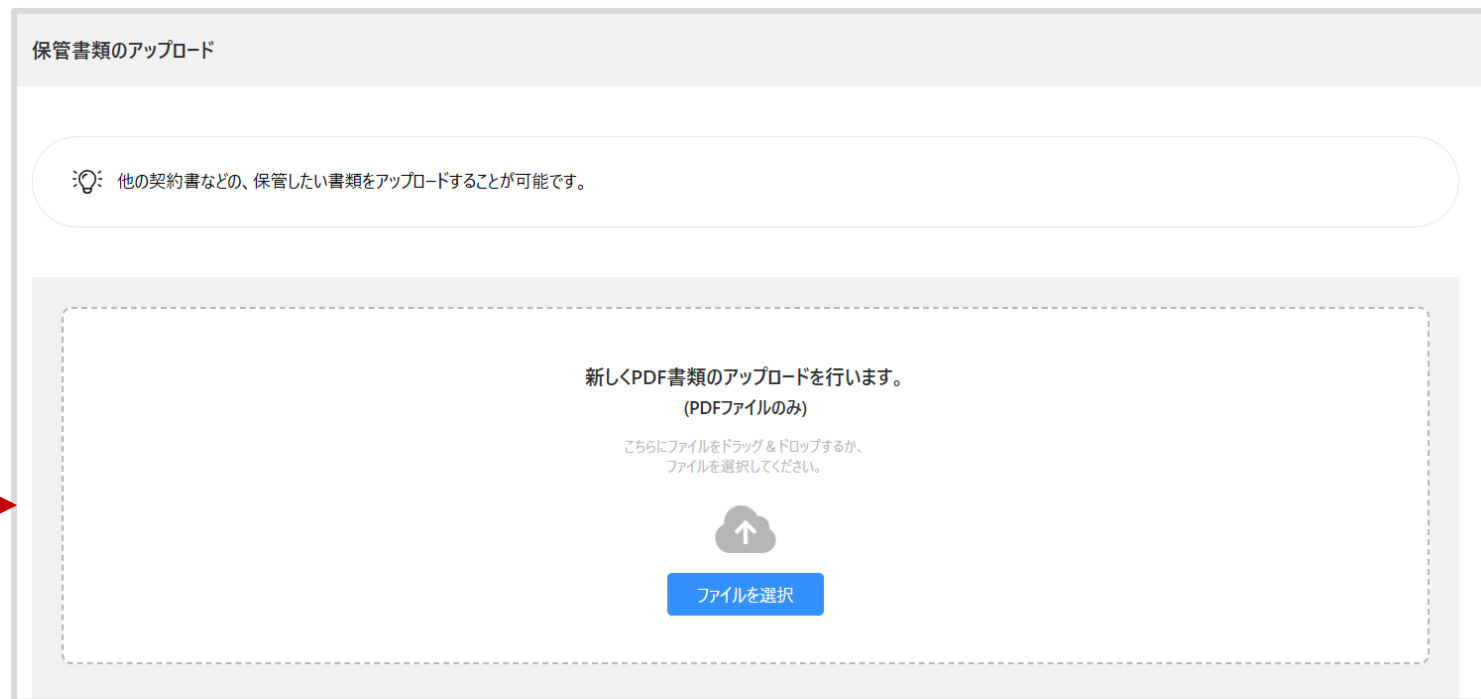 保管書類のアップロード
他の契約書などの、保管したい書類をアップロードすることが可能です。
新しくPDF書類のアップロードを行います。
(PDFファイルのみ)
こちらにファイルをドラッグ＆ドロップするか、
ファイルを選択してください。
ファイルを選択